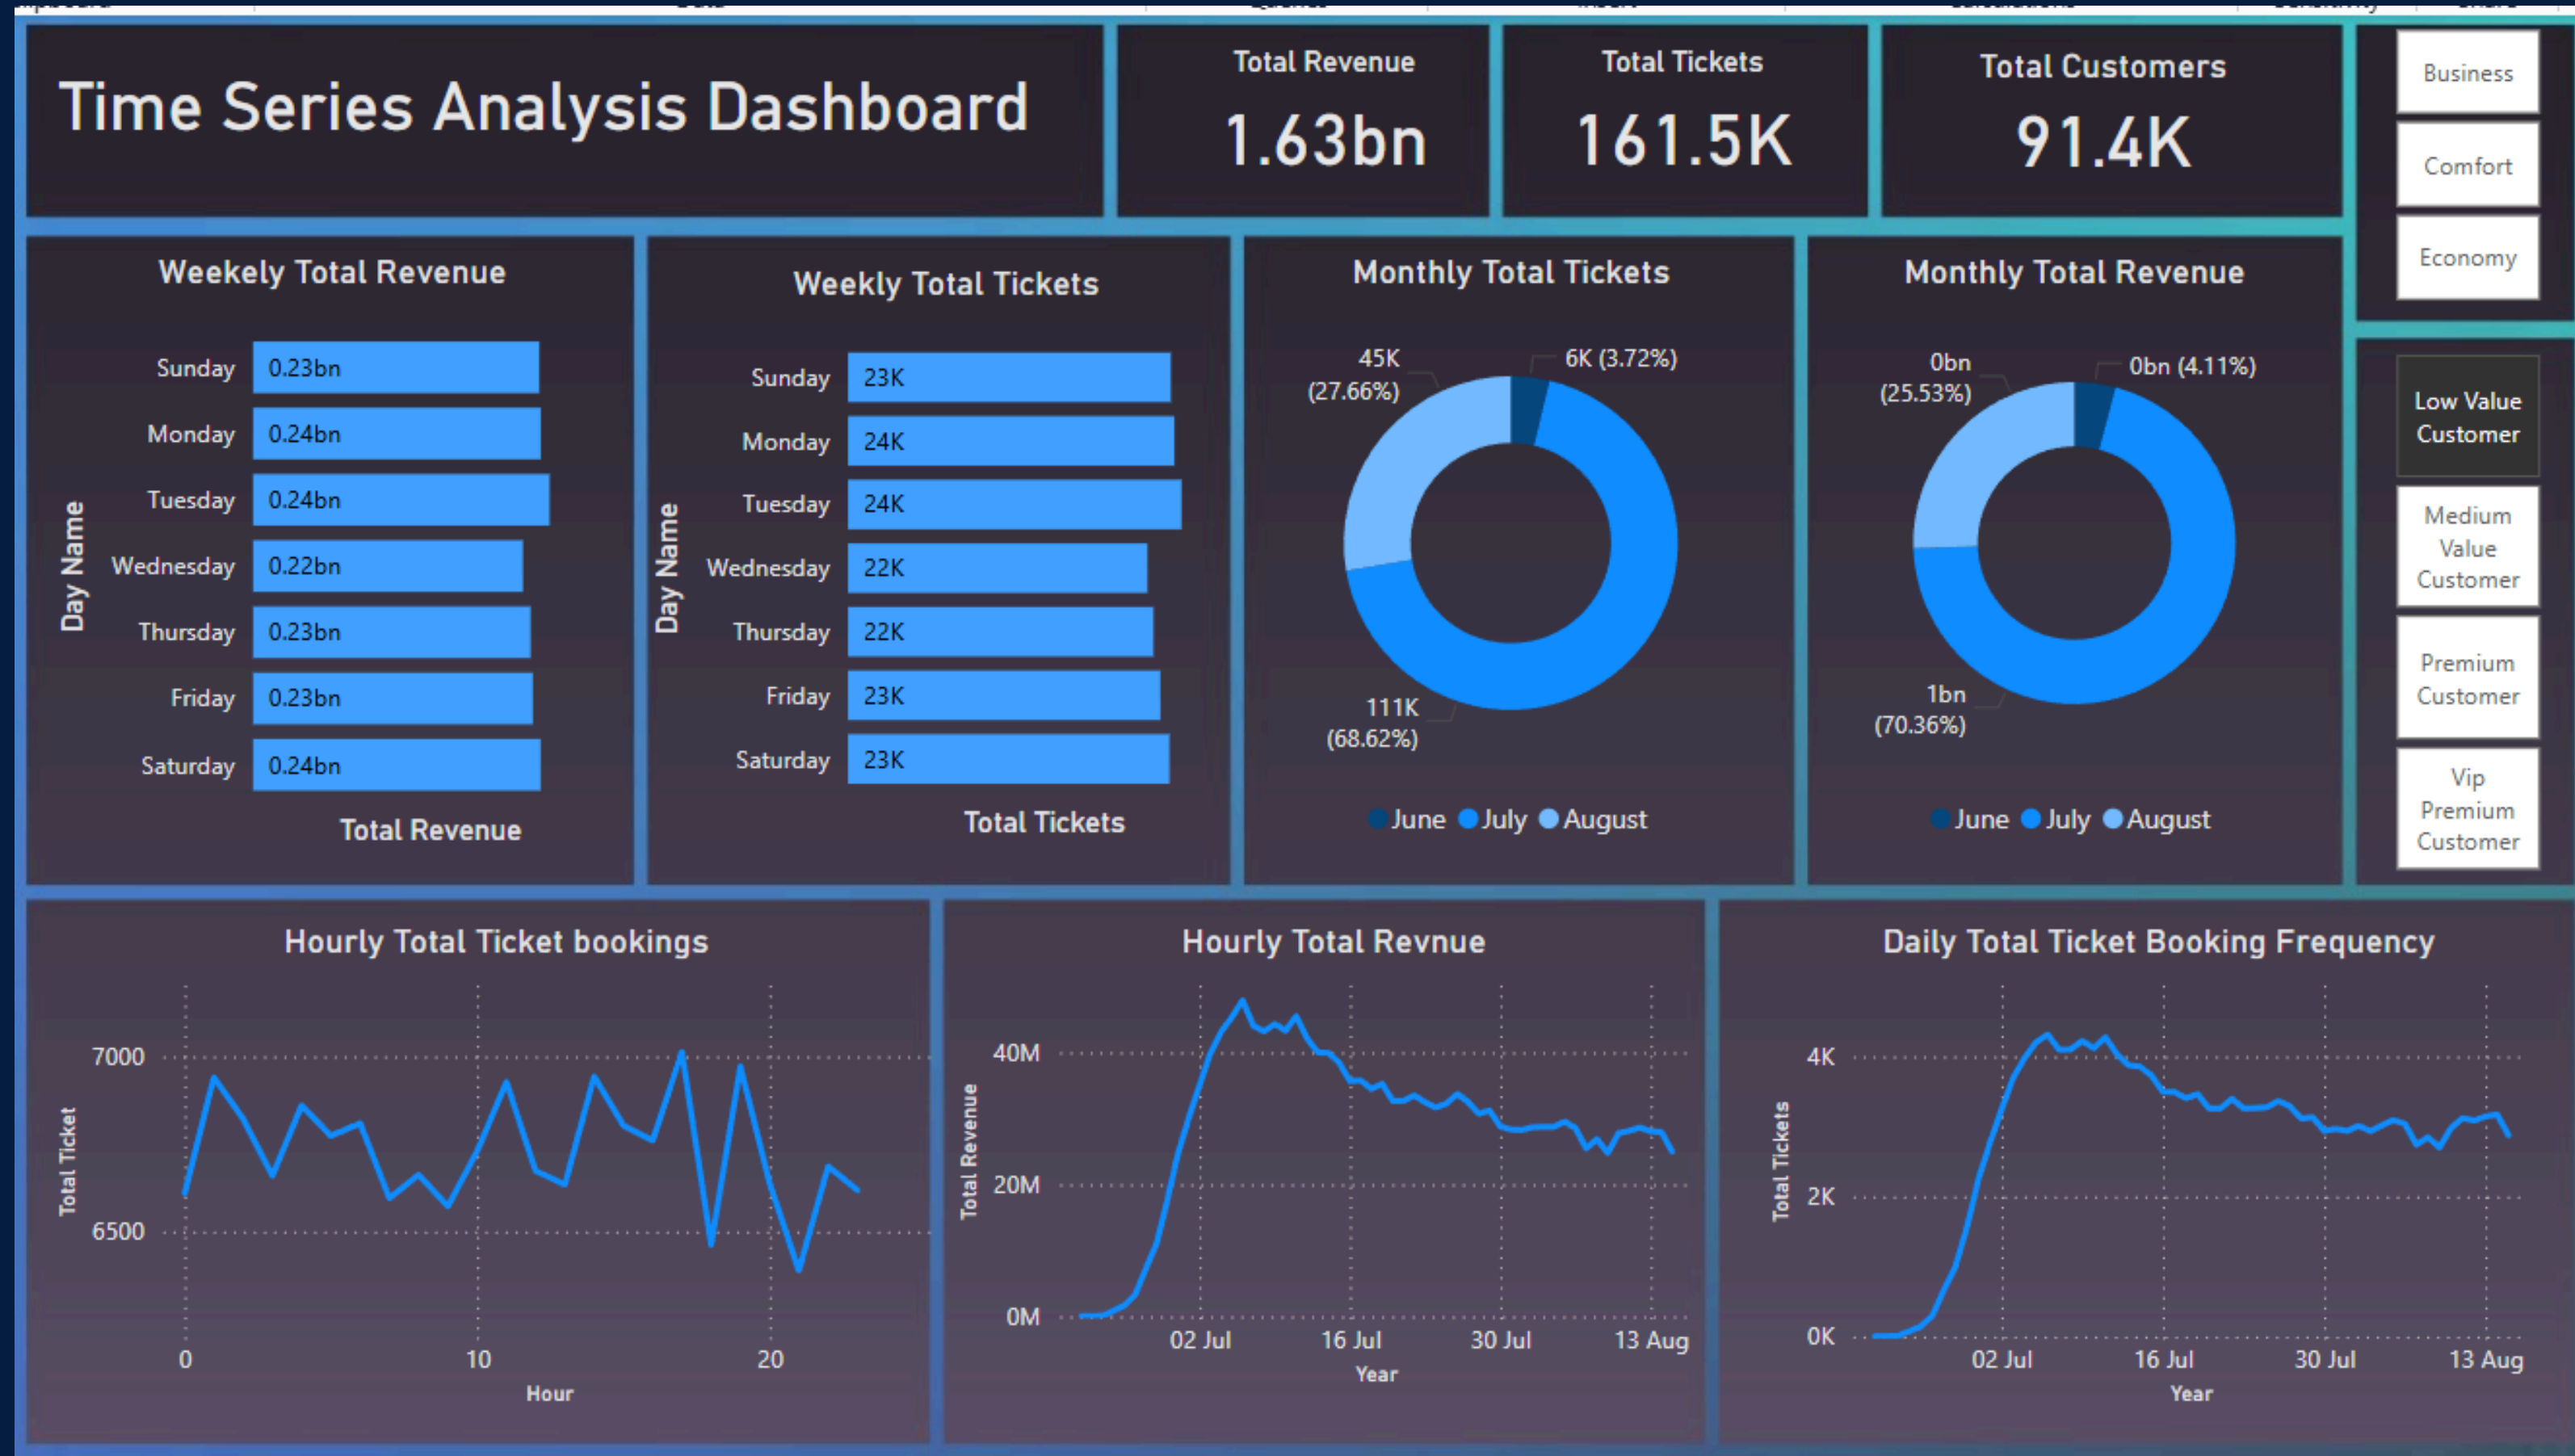 Time Series Analysis Dashboard
Total Revenue
1.63bn
Total Tickets
161.5K
Total Customers
91.4K
Business
Comfort
Economy
Weekely Total Revenue
Day Name
Sunday 0.23bn
Monday 0.24bn
Tuesday 0.24bn
Wednesday 0.22bn
Thursday 0.23bn
Friday 0.23bn
Saturday 0.24bn
Total Revenue
Weekly Total Tickets
Day Name
Sunday 23K
Monday 24K
Tuesday 24K
Wednesday 22K
Thursday 22K
Friday 23K
Saturday 23K
Total Tickets
Monthly Total Tickets
45K
(27.66%)
6K (3.72%)
111K
(68.62%)
June July August
Monthly Total Revenue
0bn
(25.53%)
0bn (4.11%)
1bn
(70.36%)
June July August
Low Value
Customer
Medium
Value
Customer
Premium
Customer
Vip
Premium
Customer
Hourly Total Ticket bookings
Total Ticket
7000
6500
0 10 20
Hour
Hourly Total Revnue
Total Revenue
40M
20M
0M
02 Jul 16 Jul 30 Jul 13 Aug
Year
Daily Total Ticket Booking Frequency
Total Tickets
4K
2K
0K
02 Jul 16 Jul 30 Jul 13 Aug
Year